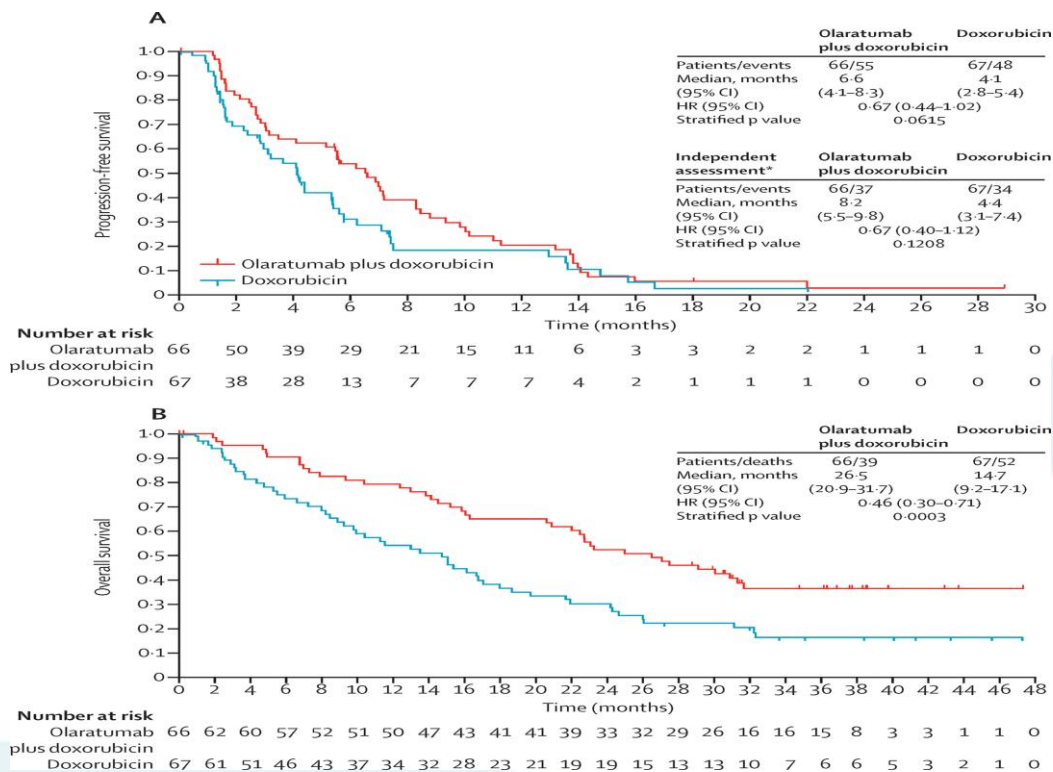 A
Olaratumab plus doxorubicin Doxorubicin
Patients/events 66/55 67/48
Median, months 6·6 4·1
(95% CI) (4·1–8·3) (2·8–5·4)
HR (95% CI) 0·67 (0·44–1·02)
Stratified p value 0·0615
Independent assessment* Olaratumab plus doxorubicin Doxorubicin
Patients/events 66/37 67/34
Median, months 8·2 4·4
(95% CI) (5·5–9·8) (3·1–7·4)
HR (95% CI) 0·67 (0·40–1·12)
Stratified p value 0·1208
Progression-free survival
1·0
0·9
0·8
0·7
0·6
0·5
0·4
0·3
0·2
0·1
0
Olaratumab plus doxorubicin
Doxorubicin
0 2 4 6 8 10 12 14 16 18 20 22 24 26 28 30
Time (months)
Number at risk
Olaratumab plus doxorubicin 66 50 39 29 21 15 11 6 3 3 2 2 1 1 1 0
Doxorubicin 67 38 28 13 7 7 7 4 2 1 1 1 0 0 0 0
B
Olaratumab plus doxorubicin Doxorubicin
Patients/deaths 66/39 67/52
Median, months 26·5 14·7
(95% CI) (20·9–31·7) (9·2–17·1)
HR (95% CI) 0·46 (0·30–0·71)
Stratified p value 0·0003
Overall survival
1·0
0·9
0·8
0·7
0·6
0·5
0·4
0·3
0·2
0·1
0
0 2 4 6 8 10 12 14 16 18 20 22 24 26 28 30 32 34 36 38 40 42 44 46 48
Time (months)
Number at risk
Olaratumab plus doxorubicin 66 62 60 57 52 51 50 47 43 41 41 39 33 32 29 26 16 16 15 8 3 3 1 1 0
Doxorubicin 67 61 51 46 43 37 34 32 28 23 21 19 19 15 13 13 10 7 6 6 5 3 2 1 0